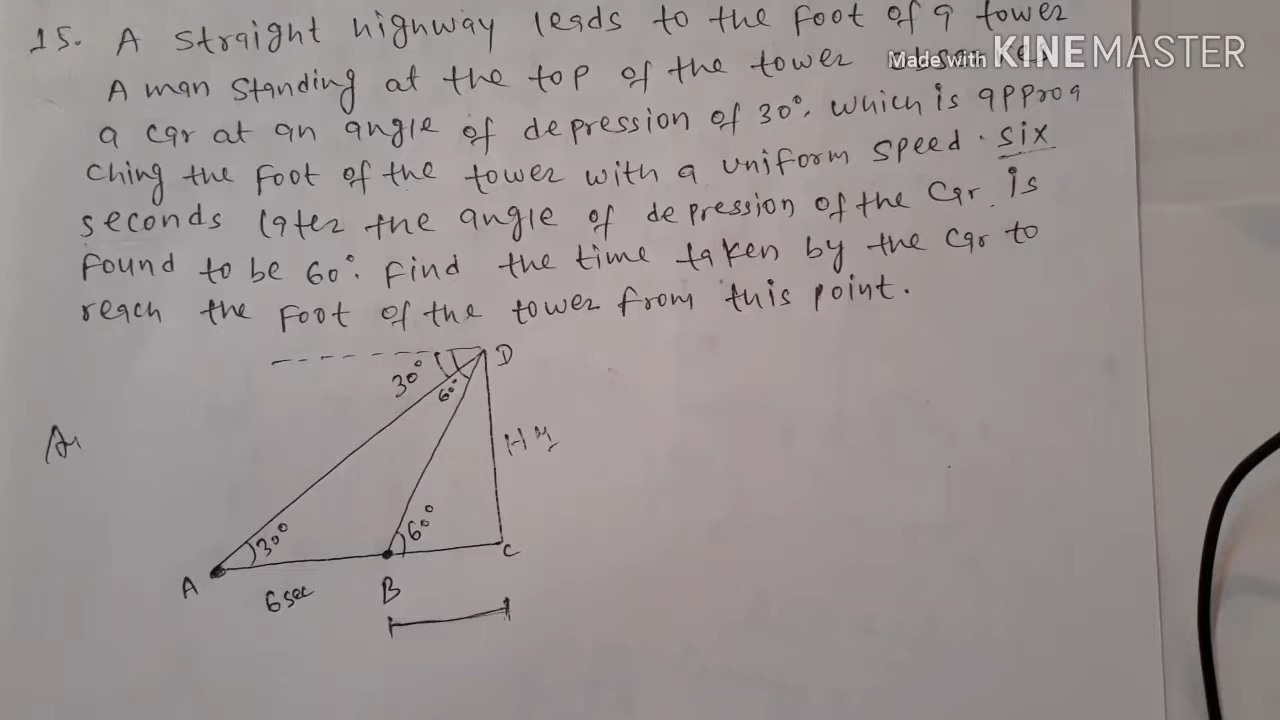 15. A straight highway leads to the foot of a tower
A man standing at the top of the tower
Made with KINEMASTER
a car at an angle of depression of 30°. which is approa
ching the foot of the tower with a uniform speed. six
seconds later the angle of depression of the car. is
found to be 60°. Find the time taken by the car to
reach the foot of the tower from this point.
D
30°
60°
H
30°
60°
A
6 sec
B
C